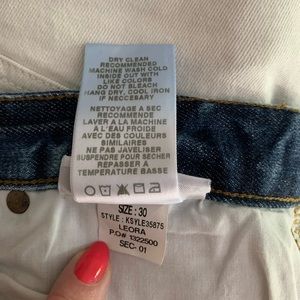 DRY CLEAN
RECOMMENDED
MACHINE WASH COLD
INSIDE OUT WITH
LIKE COLORS
DO NOT BLEACH
HANG DRY, COOL IRON
IF NECCESARY
NETTOYAGE A SEC
RECOMMENDE
LAVER A LA MACHINE
A L'EAU FROIDE
AVEC DES COULEURS
SIMILAIRES
NE PAS JAVELISER
SUSPENDRE POUR SECHER
REPASSER A
TEMPERATURE BASSE
SIZE: 30
STYLE: KSYLE35875
LEORA
P.O# 1322500
SEC- 01